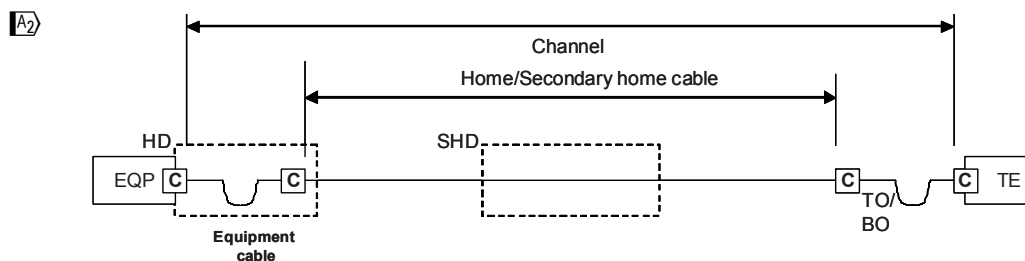 A2
Channel
Home/Secondary home cable
HD
SHD
EQP
C
C
C
C
TE
TO/
BO
Equipment
cable